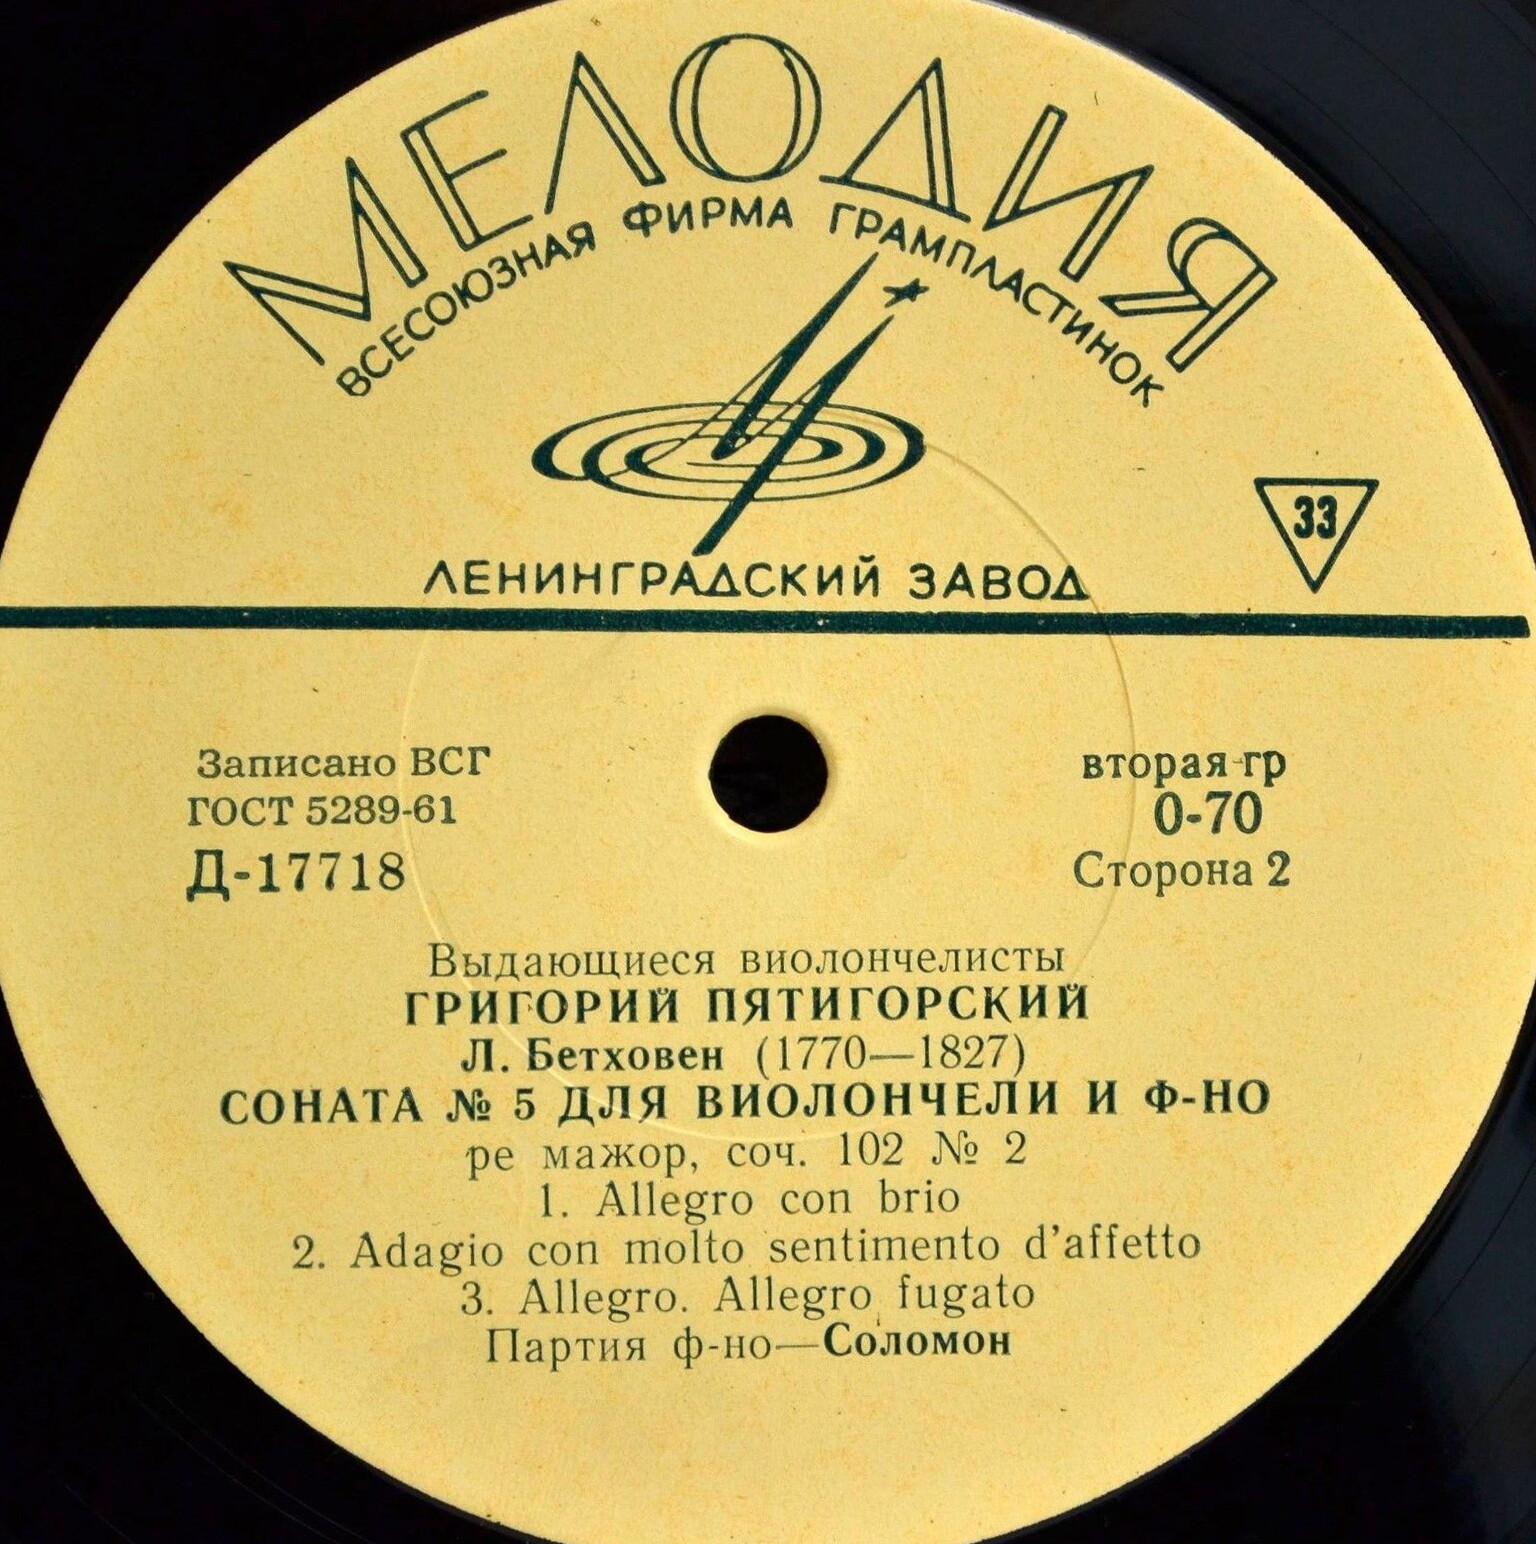 МЕЛОДИЯ
ВСЕСОЮЗНАЯ ФИРМА ГРАМПЛАСТИНОК
33
ЛЕНИНГРАДСКИЙ ЗАВОД
Записано ВСГ
ГОСТ 5289-61
Д-17718
вторая гр
0-70
Сторона 2
Выдающиеся виолончелисты
ГРИГОРИЙ ПЯТИГОРСКИЙ
Л. Бетховен (1770—1827)
СОНАТА № 5 ДЛЯ ВИОЛОНЧЕЛИ И Ф-НО
ре мажор, соч. 102 № 2
1. Allegro con brio
2. Adagio con molto sentimento d'affetto
3. Allegro. Allegro fugato
Партия ф-но—Соломон